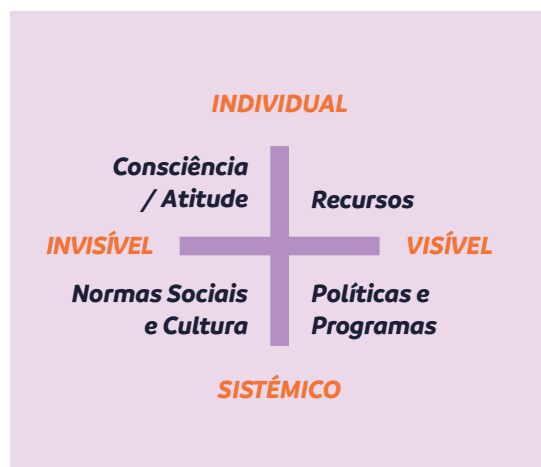 INDIVIDUAL
Consciência
/ Atitude
Recursos
INVISÍVEL
VISÍVEL
Normas Sociais
e Cultura
Políticas e
Programas
SISTÉMICO